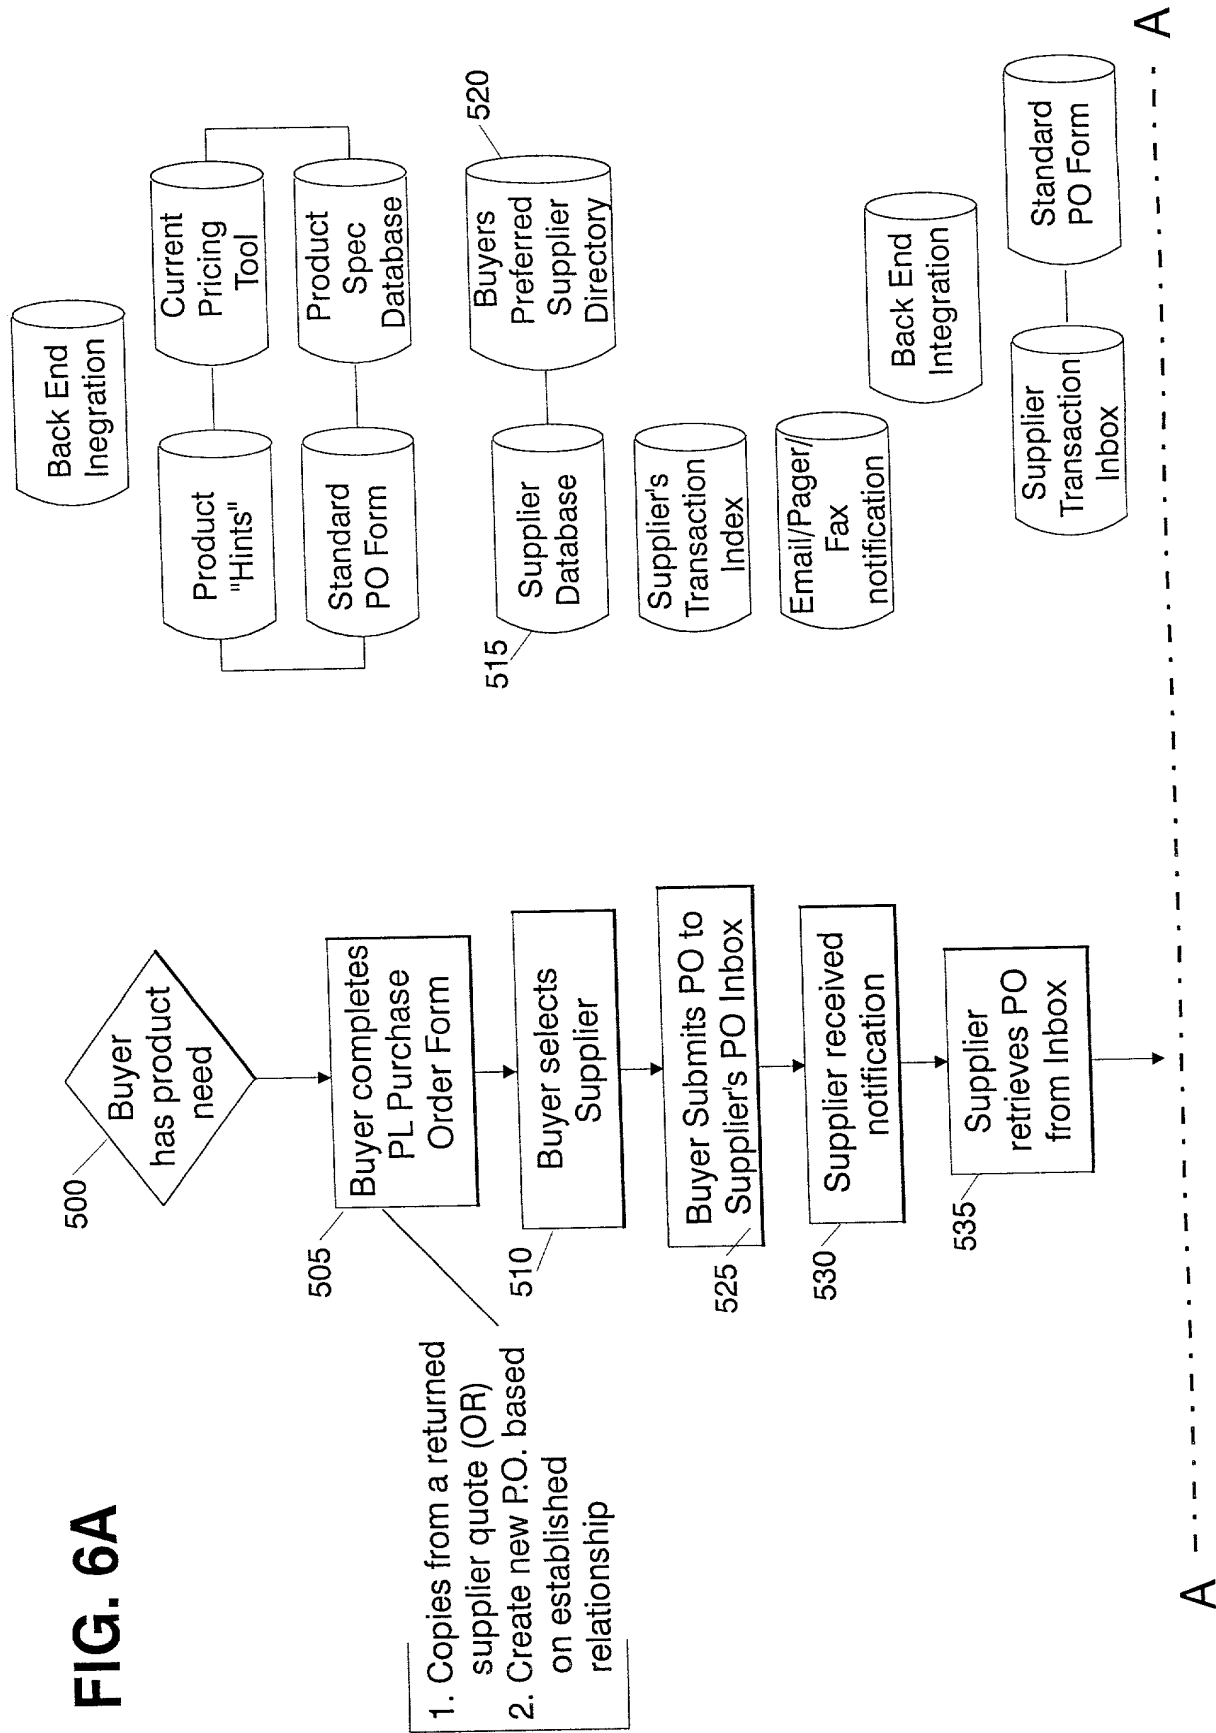 FIG. 6A
500
Buyer
has product
need
505
Buyer completes
PL Purchase
Order Form
1. Copies from a returned
supplier quote (OR)
2. Create new P.O. based
on established
relationship
510
Buyer selects
Supplier
525
Buyer Submits PO to
Supplier's PO Inbox
530
Supplier received
notification
535
Supplier
retrieves PO
from Inbox
Back End
Inegration
Product
"Hints"
Current
Pricing
Tool
Standard
PO Form
Product
Spec
Database
515
Supplier
Database
520
Buyers
Preferred
Supplier
Directory
Supplier's
Transaction
Index
Email/Pager/
Fax
notification
Back End
Integration
Supplier
Transaction
Inbox
Standard
PO Form
A
A